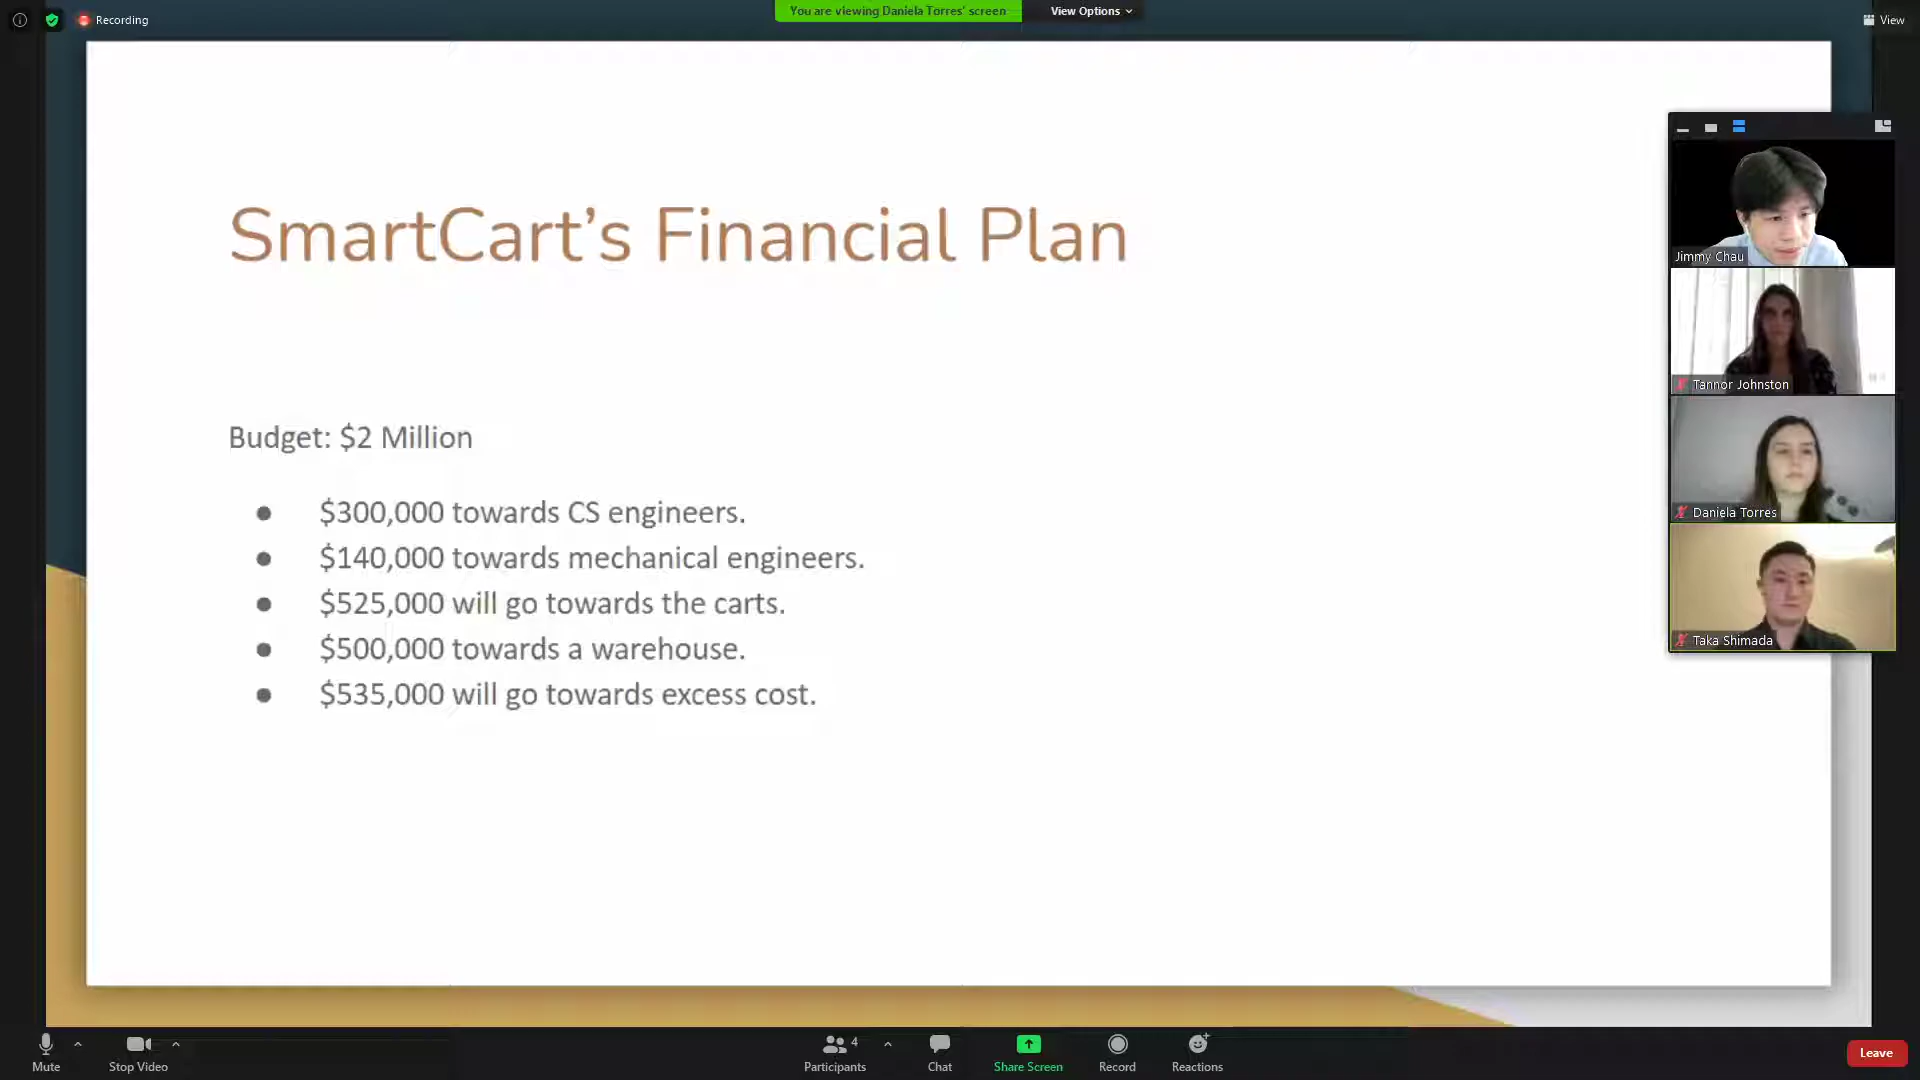 Recording
You are viewing Daniela Torres' screen
View Options
View
SmartCart's Financial Plan
Budget: $2 Million
● $300,000 towards CS engineers.
● $140,000 towards mechanical engineers.
● $525,000 will go towards the carts.
● $500,000 towards a warehouse.
● $535,000 will go towards excess cost.
Jimmy Chau
Tannor Johnston
Daniela Torres
Taka Shimada
Mute
Stop Video
4
Participants
Chat
Share Screen
Record
Reactions
Leave